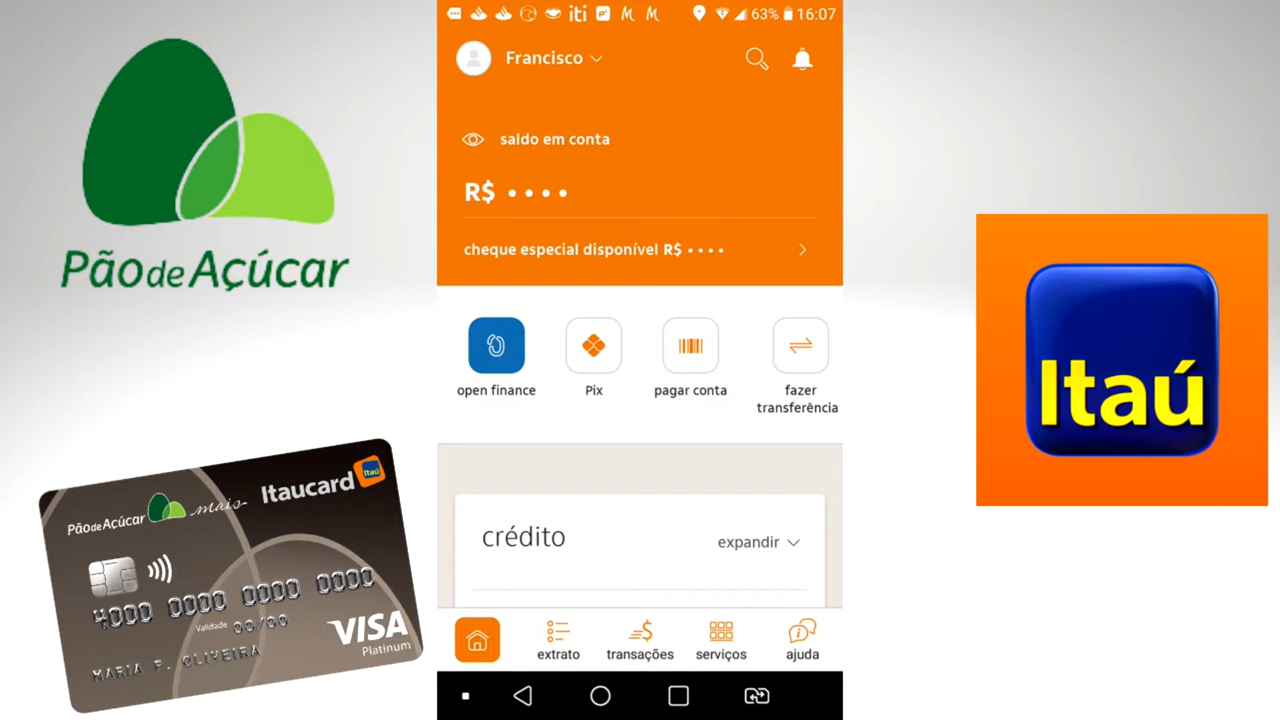 Pão de Açúcar
iti
63%
16:07
Francisco
saldo em conta
R$ ••••
cheque especial disponível R$ ••••
open finance
Pix
pagar conta
fazer
transferência
crédito
expandir
extrato
transações
serviços
ajuda
Itaú
Pão de Açúcar mais
Itaucard
Itaú
4000 0000 0000 0000
Validade 00/00
VISA
Platinum
MARIA P. OLIVEIRA